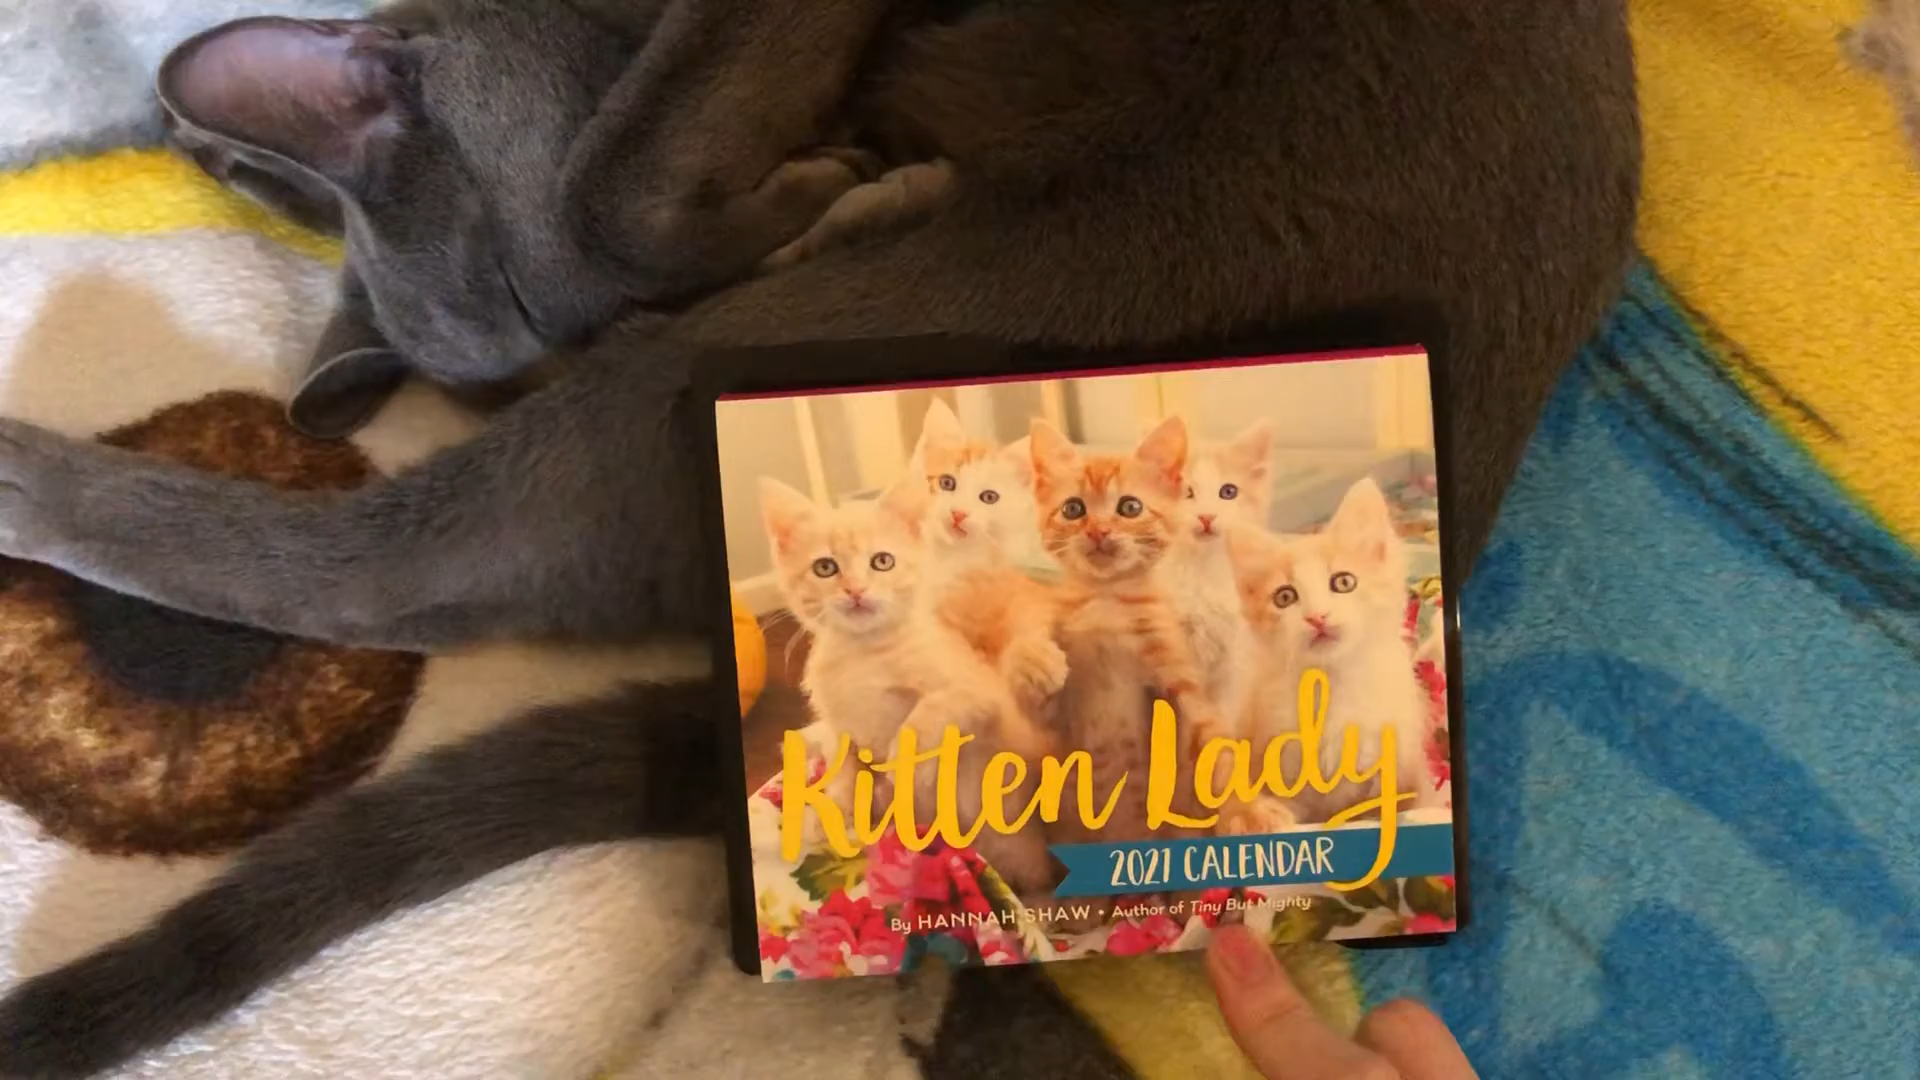 Kitten Lady
2021 CALENDAR
By HANNAH SHAW • Author of Tiny But Mighty